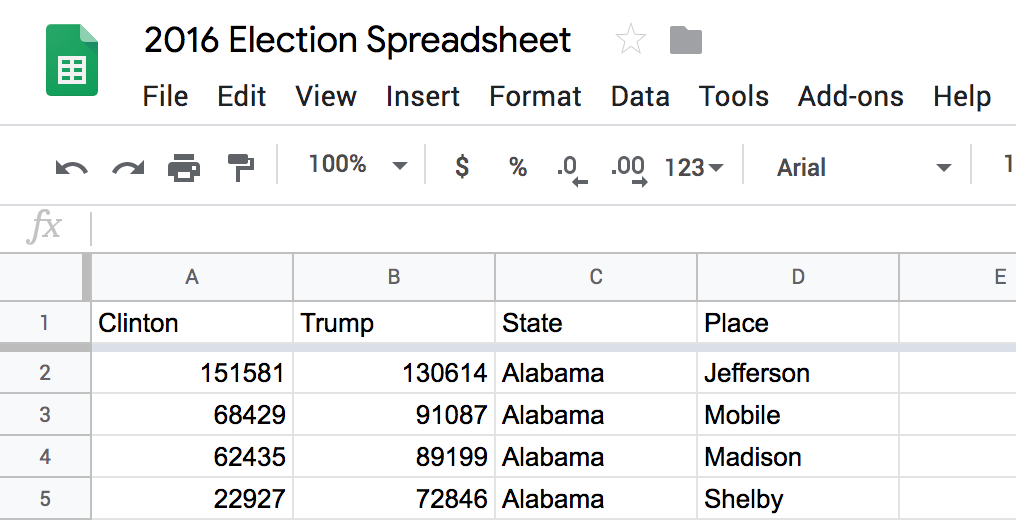 2016 Election Spreadsheet
File Edit View Insert Format Data Tools Add-ons Help
100% $ % .0 .00 123 Arial 1
fx
A B C D E
1 Clinton Trump State Place
2 151581 130614 Alabama Jefferson
3 68429 91087 Alabama Mobile
4 62435 89199 Alabama Madison
5 22927 72846 Alabama Shelby